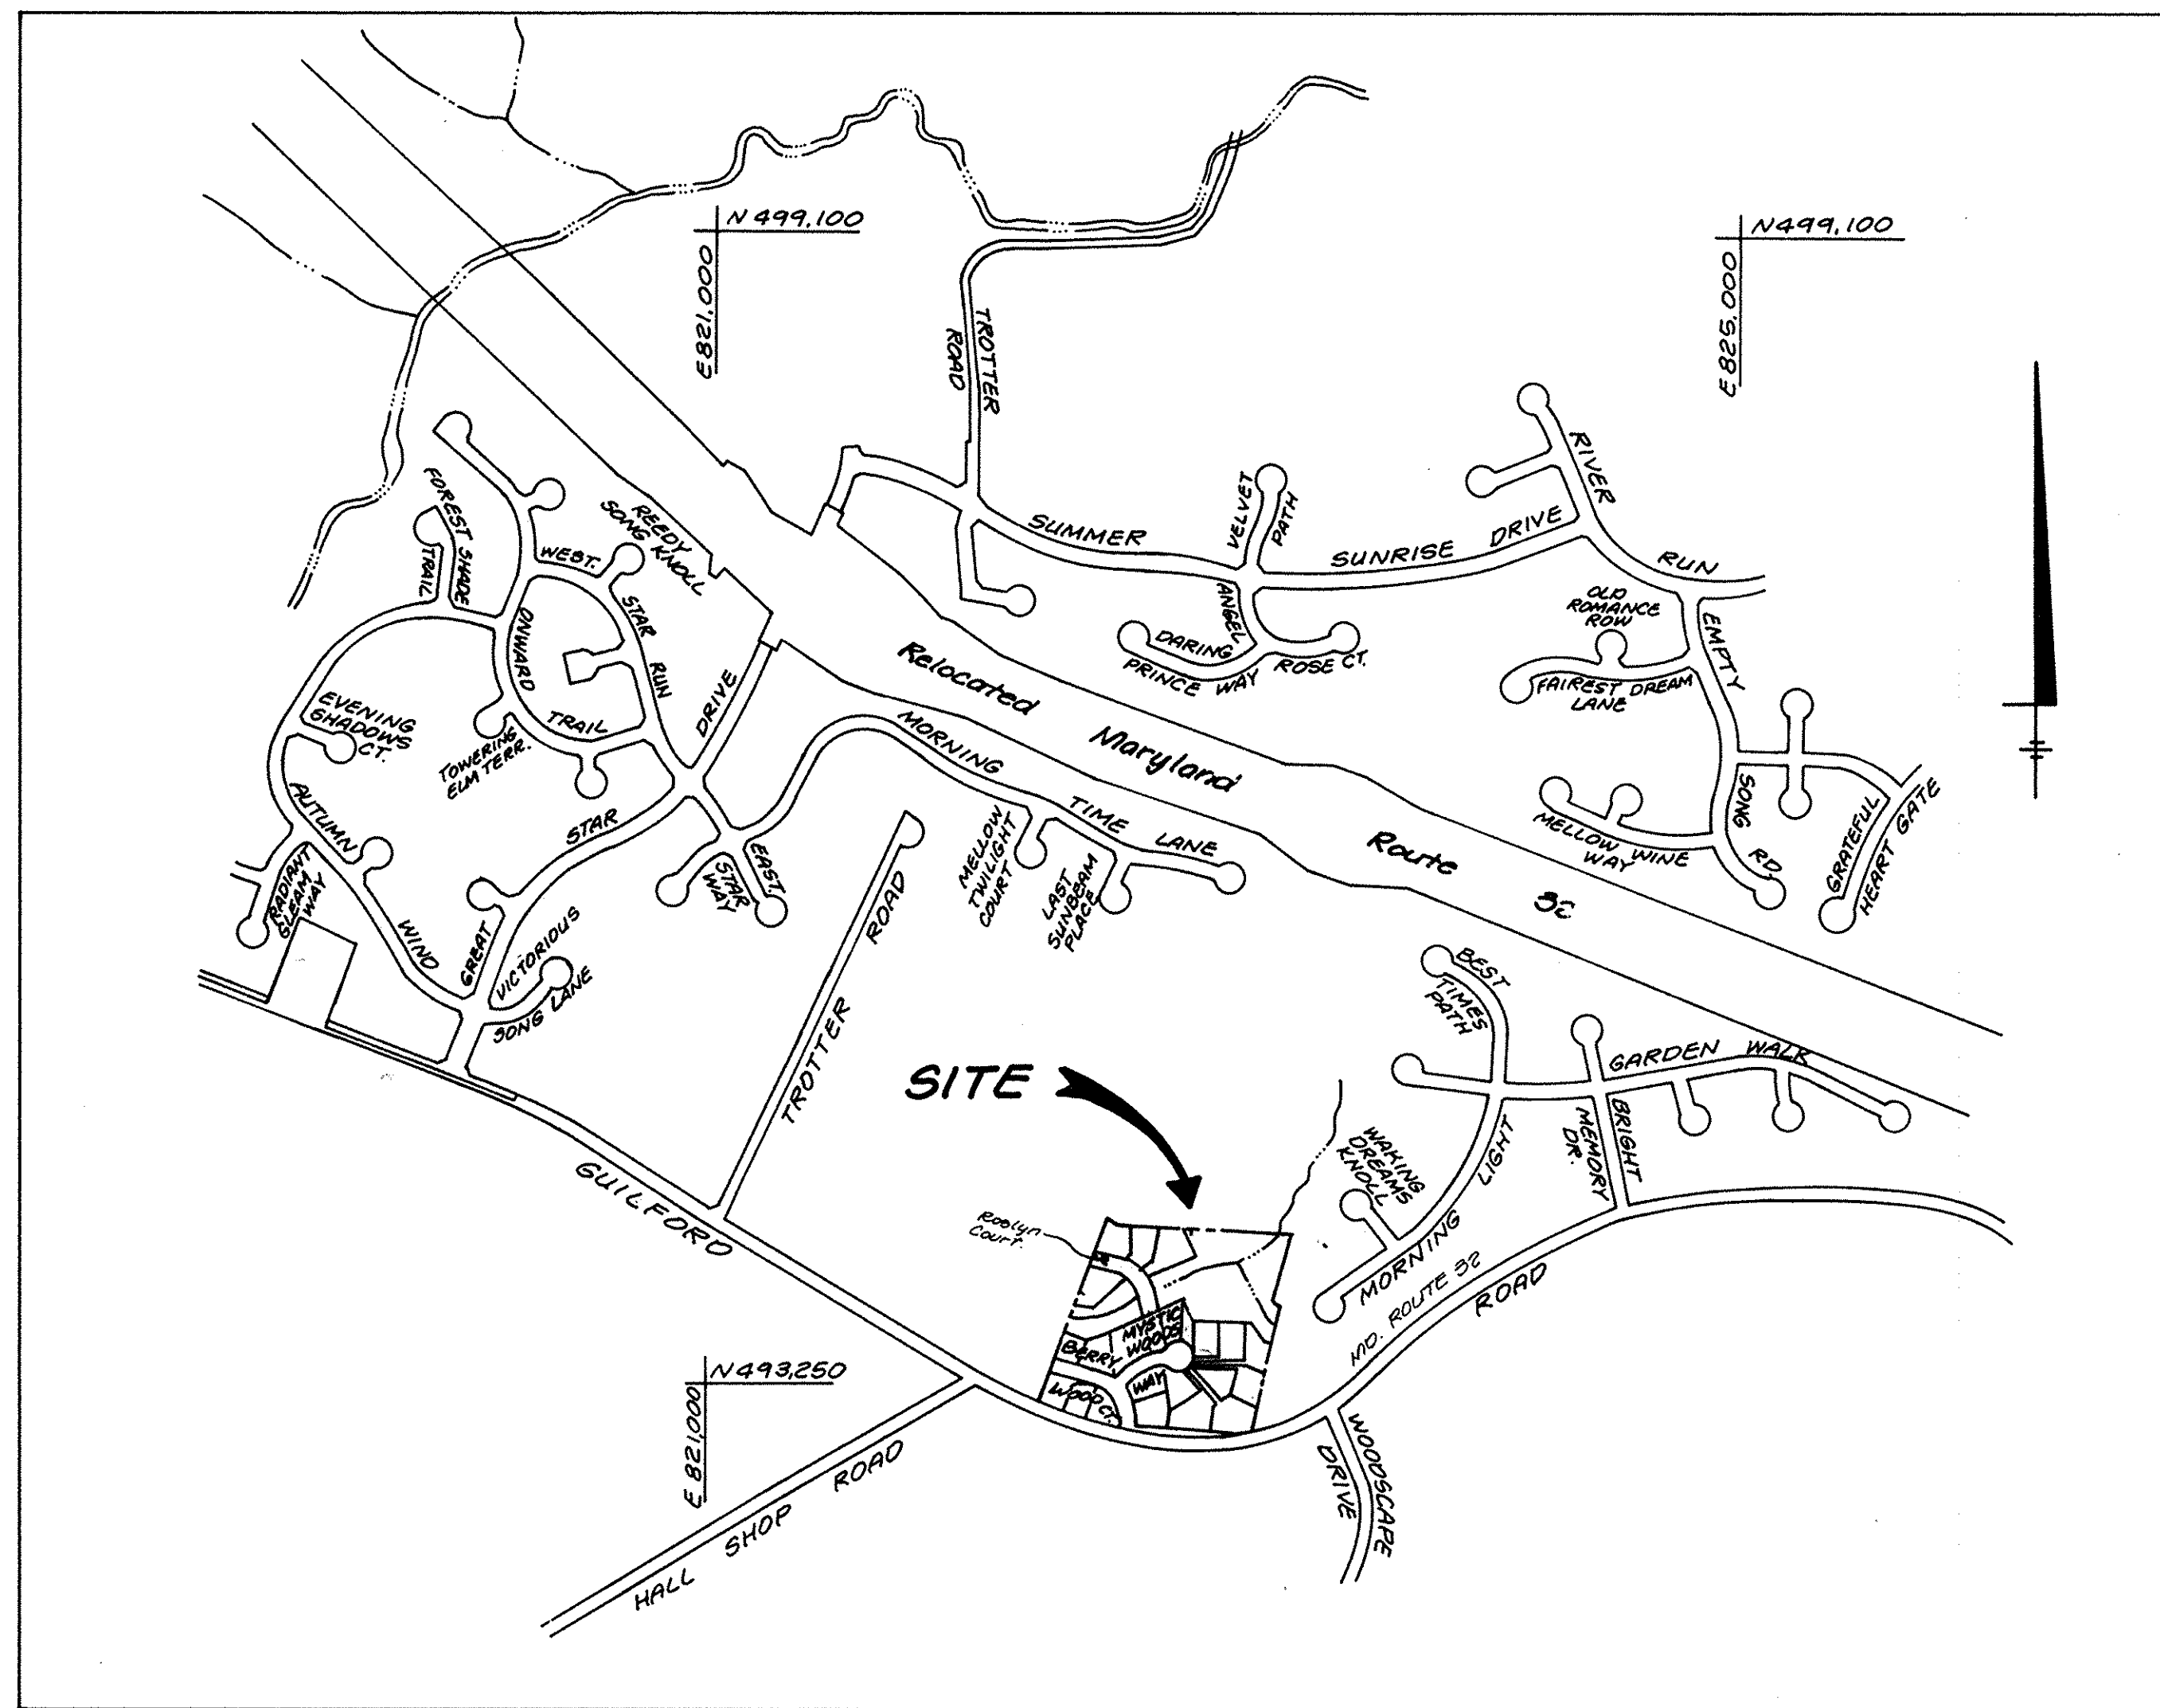 N 499,100
E 821,000
N 499,100
E 825,000
TROTTER
ROAD
RIVER
RUN
SUMMER
SUNRISE
DRIVE
VELVET
PATH
ANGEL
ROSE CT.
DARING
PRINCE WAY
OLD
ROMANCE
ROW
FAIREST DREAM
LANE
EMPTY
SONG
RD
MELLOW WINE
WAY
GRATEFUL
HEART GATE
FOREST SHADE
TRAIL
REEDY
SONG KNOLL
WEST.
STAR
RUN
DRIVE
ONWARD
TRAIL
EVENING
SHADOWS
CT.
TOWERING
ELM TERR.
AUTUMN
WIND
RADIANT
GLEAM
WAY
STAR
GREAT
VICTORIOUS
SONG LANE
EAST.
STAR
WAY
Relocated
Maryland
Route
32
MORNING
TIME
LANE
MELLOW
TWILIGHT
COURT
LAST
SUNBEAM
PLACE
TROTTER
ROAD
BEST
TIMES
PATH
GARDEN WALK
BRIGHT
MEMORY
DR.
WAKING
DREAMS
KNOLL
MORNING
LIGHT
SITE
Roslyn
Court.
MYSTIC
WOODS
BERRY
WAY
WOOD CT.
GUILFORD
MD. ROUTE 32
ROAD
N 493,250
E 821,000
HALL
SHOP
ROAD
WOODSCAPE
DRIVE